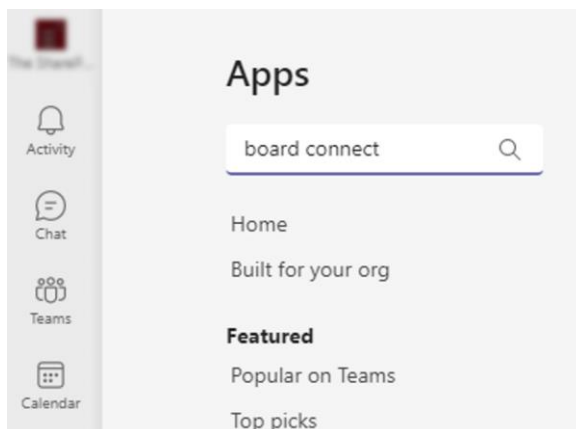 Apps
board connect
Activity
Chat
Home
Built for your org
Teams
Featured
Popular on Teams
Calendar
Top picks